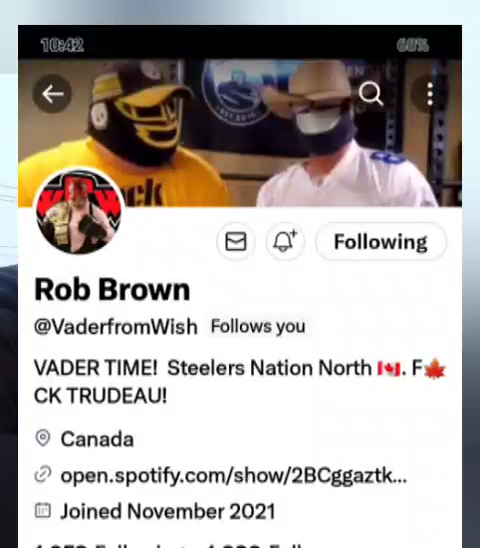 10:42 60%
Following
Rob Brown
@VaderfromWish Follows you
VADER TIME! Steelers Nation North 🇨🇦. F🍁
CK TRUDEAU!
Canada
open.spotify.com/show/2BCggaztk...
Joined November 2021